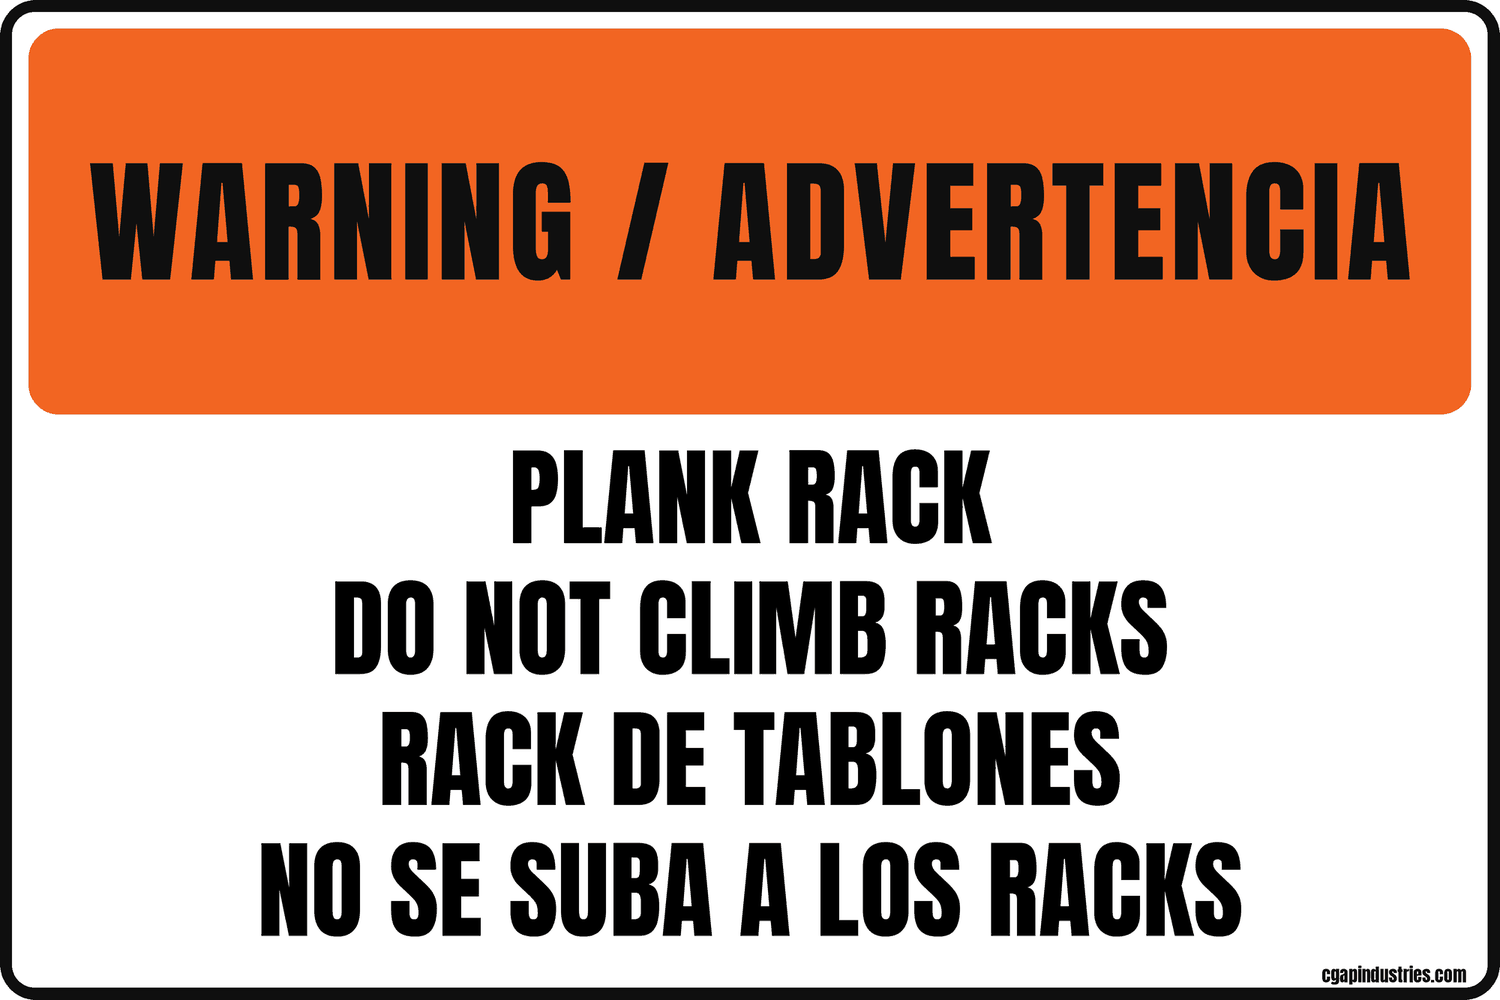 WARNING / ADVERTENCIA
PLANK RACK
DO NOT CLIMB RACKS
RACK DE TABLONES
NO SE SUBA A LOS RACKS
cgapindustries.com